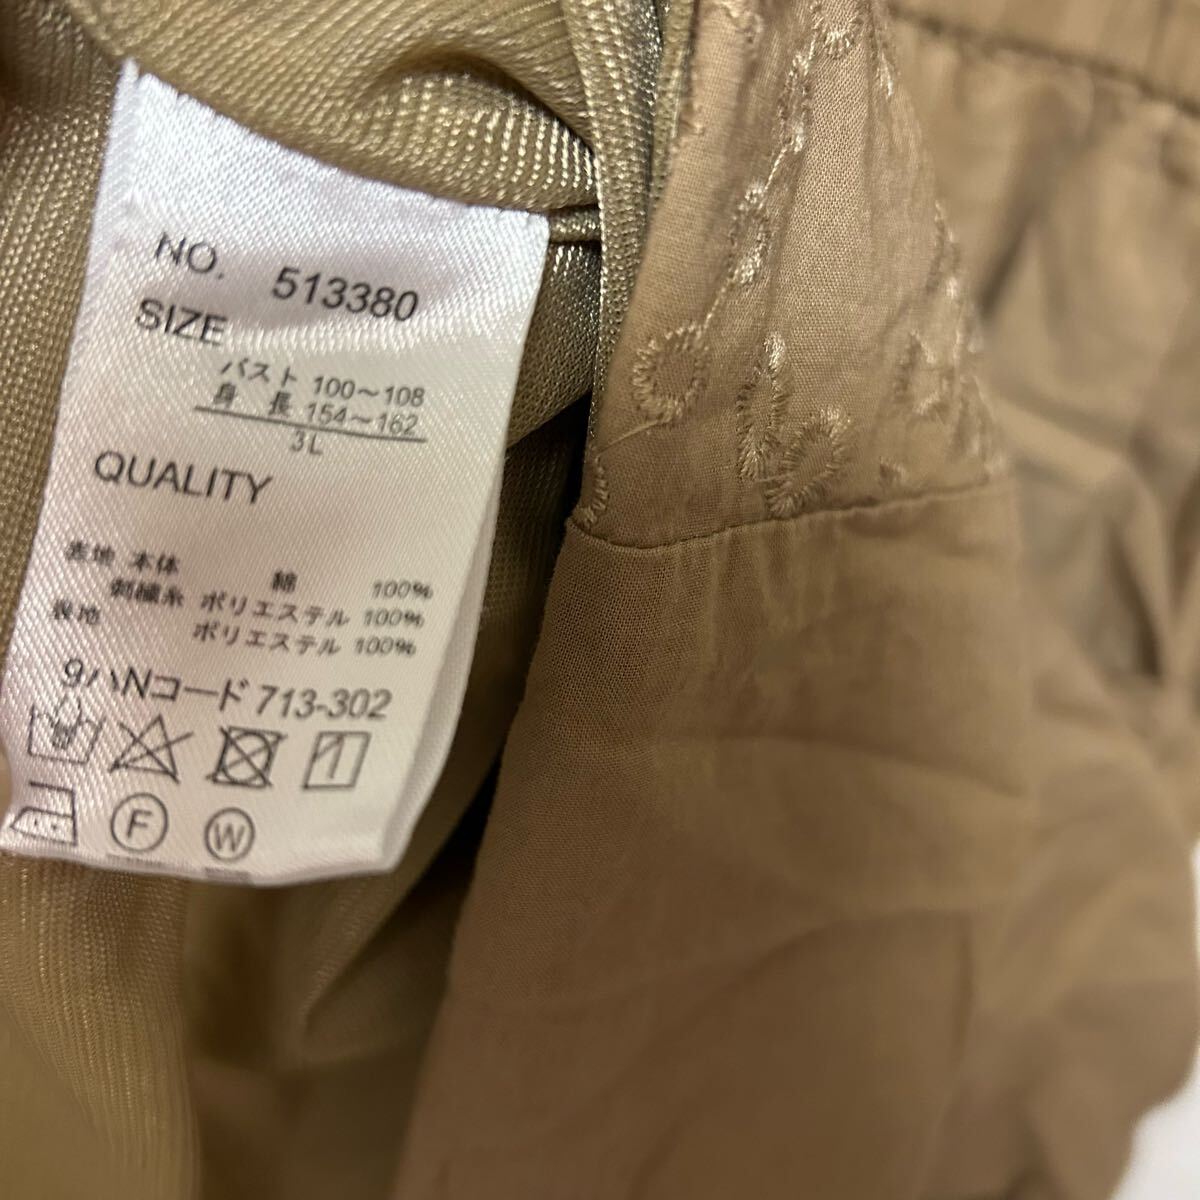 NO. 513380
SIZE
バスト 100～108
身 長 154～162
3L
QUALITY
表地 本体 綿 100%
刺繍糸 ポリエステル 100%
表地 ポリエステル 100%
9ハNコード 713-302
F W